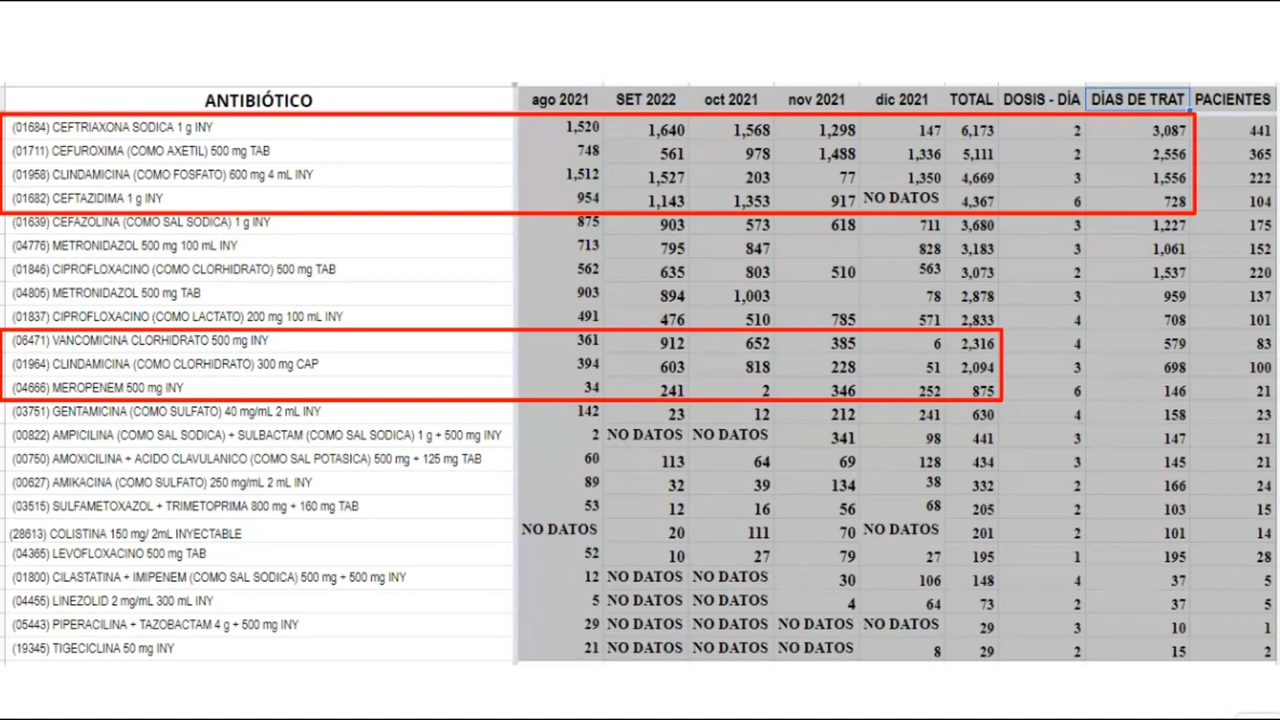 ANTIBIÓTICO ago 2021 SET 2022 oct 2021 nov 2021 dic 2021 TOTAL DOSIS - DÍA DÍAS DE TRAT PACIENTES
(01684) CEFTRIAXONA SODICA 1 g INY 1,520 1,640 1,568 1,298 147 6,173 2 3,087 441
(01711) CEFUROXIMA (COMO AXETIL) 500 mg TAB 748 561 978 1,488 1,336 5,111 2 2,556 365
(01958) CLINDAMICINA (COMO FOSFATO) 600 mg 4 mL INY 1,512 1,527 203 77 1,350 4,669 3 1,556 222
(01682) CEFTAZIDIMA 1 g INY 954 1,143 1,353 917 NO DATOS 4,367 6 728 104
(01639) CEFAZOLINA (COMO SAL SODICA) 1 g INY 875 903 573 618 711 3,680 3 1,227 175
(04776) METRONIDAZOL 500 mg 100 mL INY 713 795 847 828 3,183 3 1,061 152
(01846) CIPROFLOXACINO (COMO CLORHIDRATO) 500 mg TAB 562 635 803 510 563 3,073 2 1,537 220
(04805) METRONIDAZOL 500 mg TAB 903 894 1,003 78 2,878 3 959 137
(01837) CIPROFLOXACINO (COMO LACTATO) 200 mg 100 mL INY 491 476 510 785 571 2,833 4 708 101
(06471) VANCOMICINA CLORHIDRATO 500 mg INY 361 912 652 385 6 2,316 4 579 83
(01964) CLINDAMICINA (COMO CLORHIDRATO) 300 mg CAP 394 603 818 228 51 2,094 3 698 100
(04666) MEROPENEM 500 mg INY 34 241 2 346 252 875 6 146 21
(03751) GENTAMICINA (COMO SULFATO) 40 mg/mL 2 mL INY 142 23 12 212 241 630 4 158 23
(00822) AMPICILINA (COMO SAL SODICA) + SULBACTAM (COMO SAL SODICA) 1 g + 500 mg INY 2 NO DATOS NO DATOS 341 98 441 3 147 21
(00750) AMOXICILINA + ACIDO CLAVULANICO (COMO SAL POTASICA) 500 mg + 125 mg TAB 60 113 64 69 128 434 3 145 21
(00627) AMIKACINA (COMO SULFATO) 250 mg/mL 2 mL INY 89 32 39 134 38 332 2 166 24
(03515) SULFAMETOXAZOL + TRIMETOPRIMA 800 mg + 160 mg TAB 53 12 16 56 68 205 2 103 15
(28613) COLISTINA 150 mg/ 2mL INYECTABLE NO DATOS 20 111 70 NO DATOS 201 2 101 14
(04365) LEVOFLOXACINO 500 mg TAB 52 10 27 79 27 195 1 195 28
(01800) CILASTATINA + IMIPENEM (COMO SAL SODICA) 500 mg + 500 mg INY 12 NO DATOS NO DATOS 30 106 148 4 37 5
(04455) LINEZOLID 2 mg/mL 300 mL INY 5 NO DATOS NO DATOS 4 64 73 2 37 5
(05443) PIPERACILINA + TAZOBACTAM 4 g + 500 mg INY 29 NO DATOS NO DATOS NO DATOS NO DATOS 29 3 10 1
(19345) TIGECICLINA 50 mg INY 21 NO DATOS NO DATOS NO DATOS 8 29 2 15 2